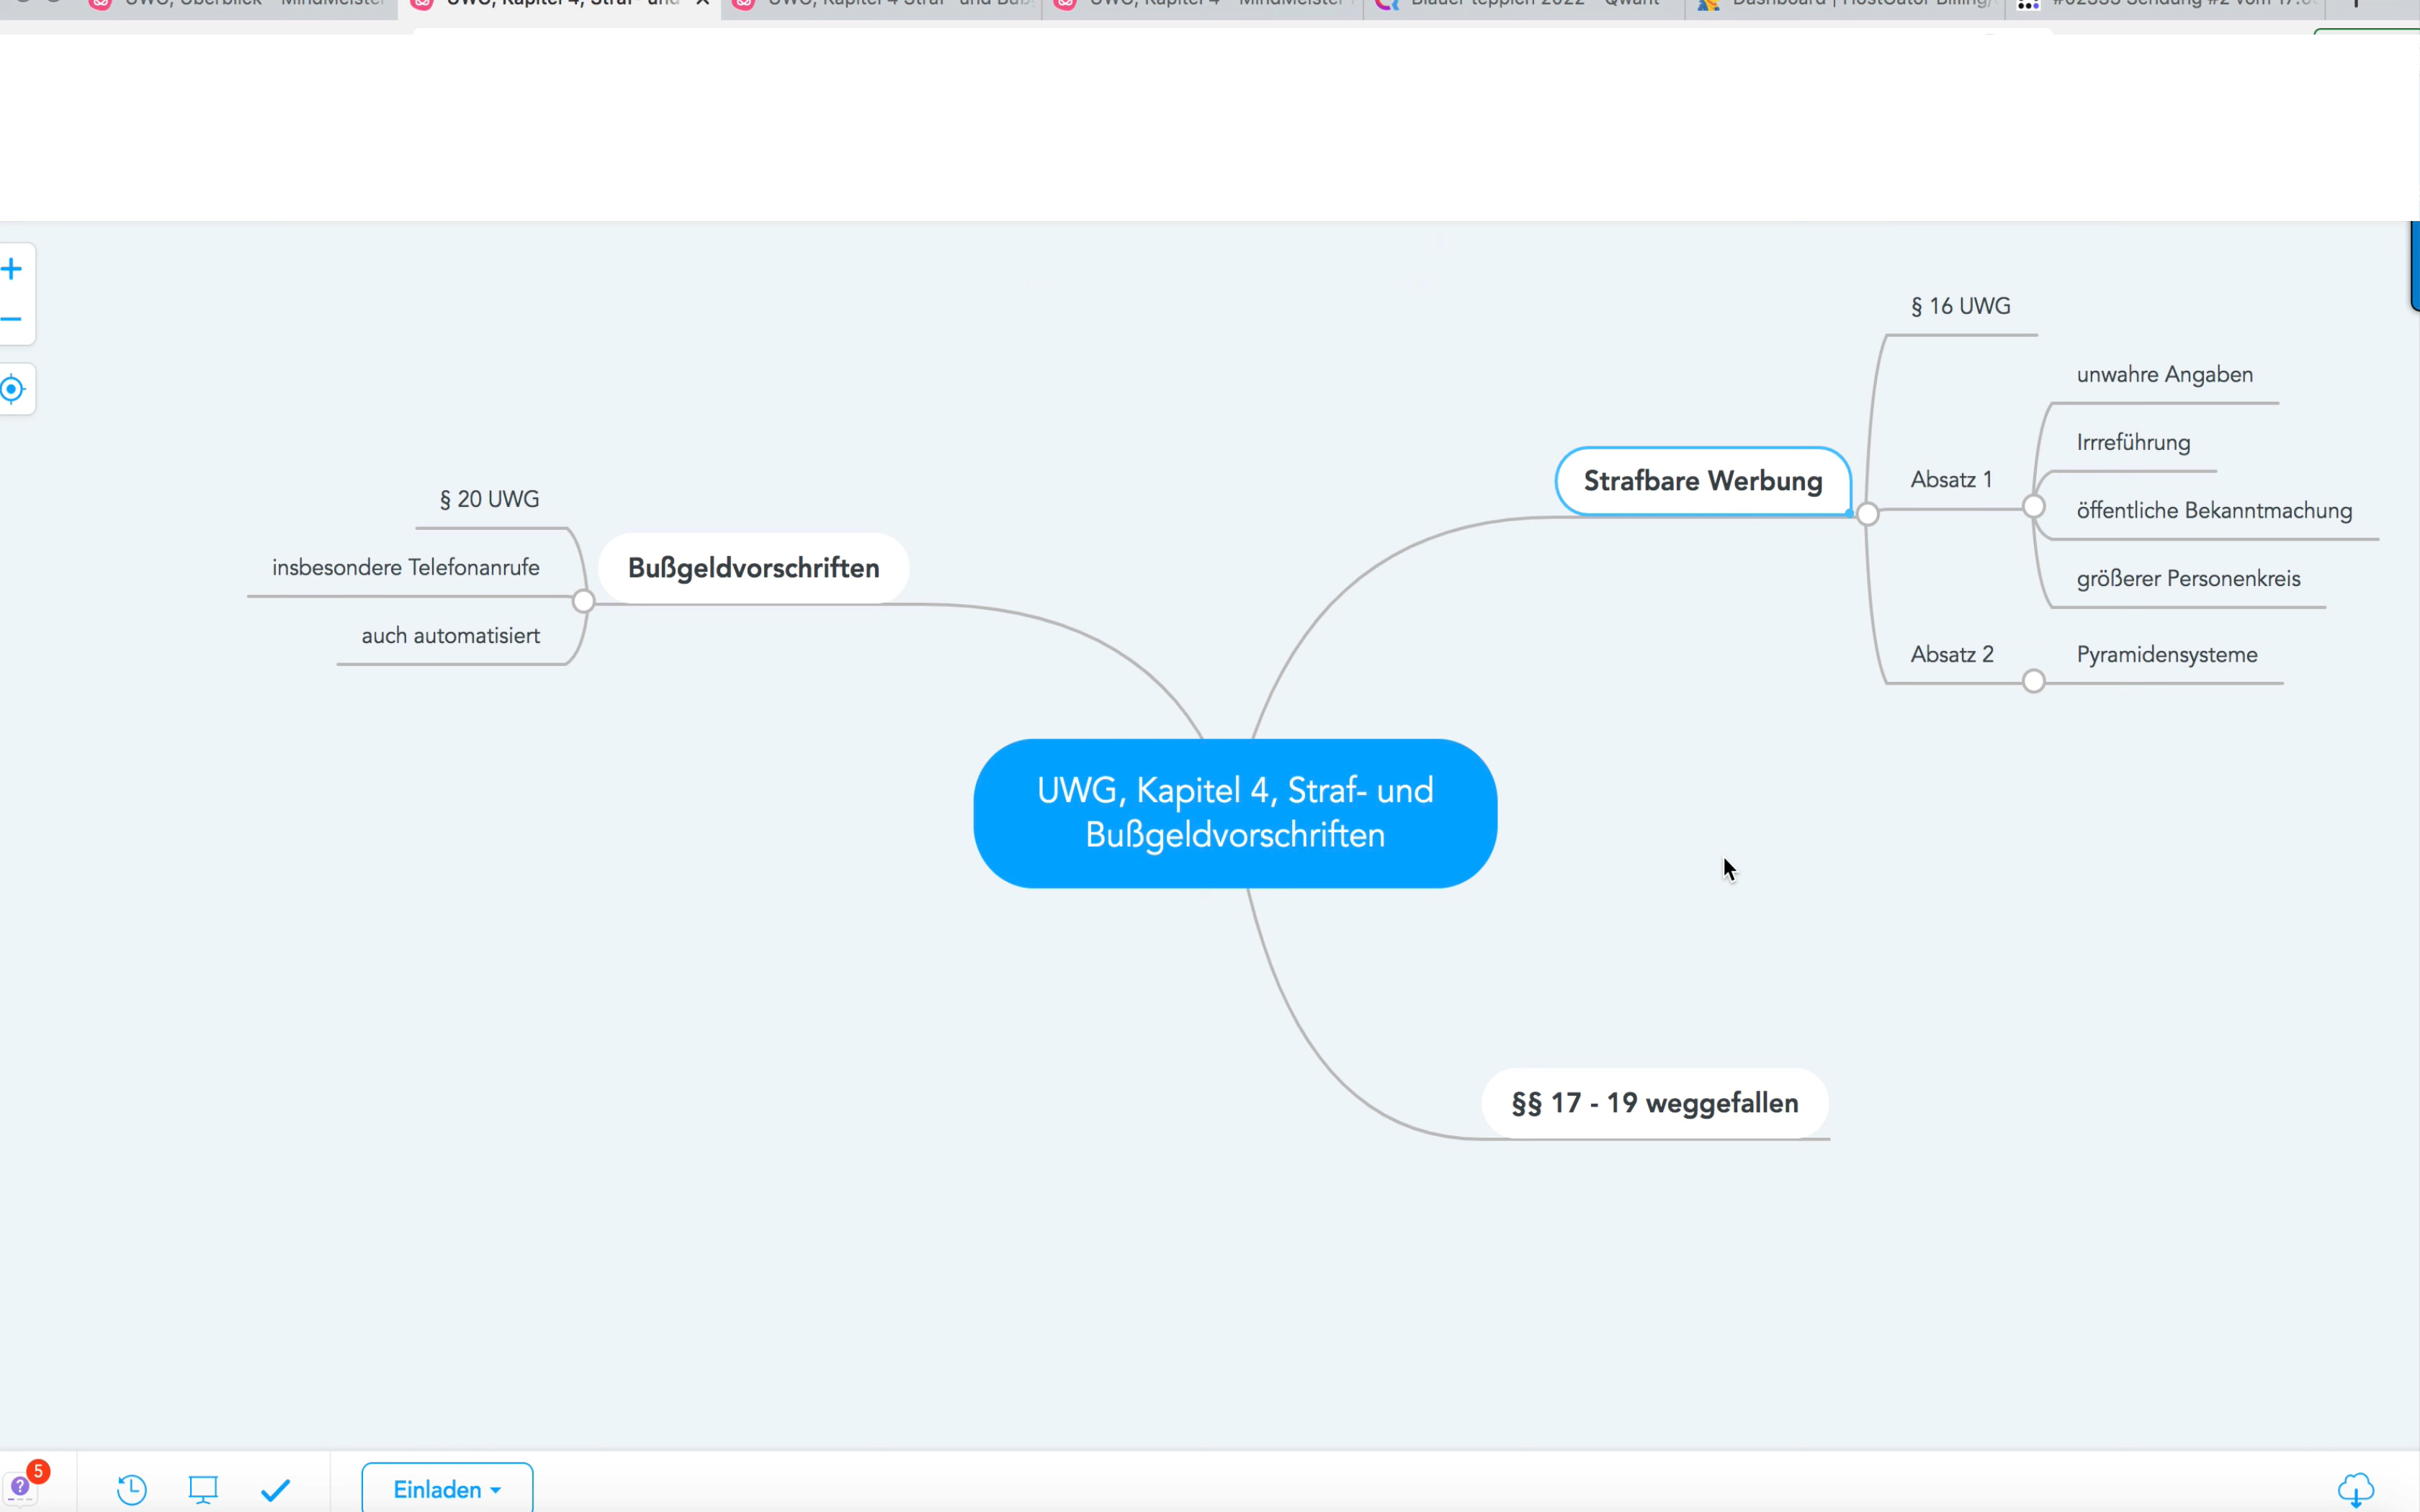 § 16 UWG
unwahre Angaben
Irrreführung
Strafbare Werbung
Absatz 1
öffentliche Bekanntmachung
größerer Personenkreis
Absatz 2
Pyramidensysteme
§ 20 UWG
insbesondere Telefonanrufe
auch automatisiert
Bußgeldvorschriften
UWG, Kapitel 4, Straf- und
Bußgeldvorschriften
§§ 17 - 19 weggefallen
5
Einladen